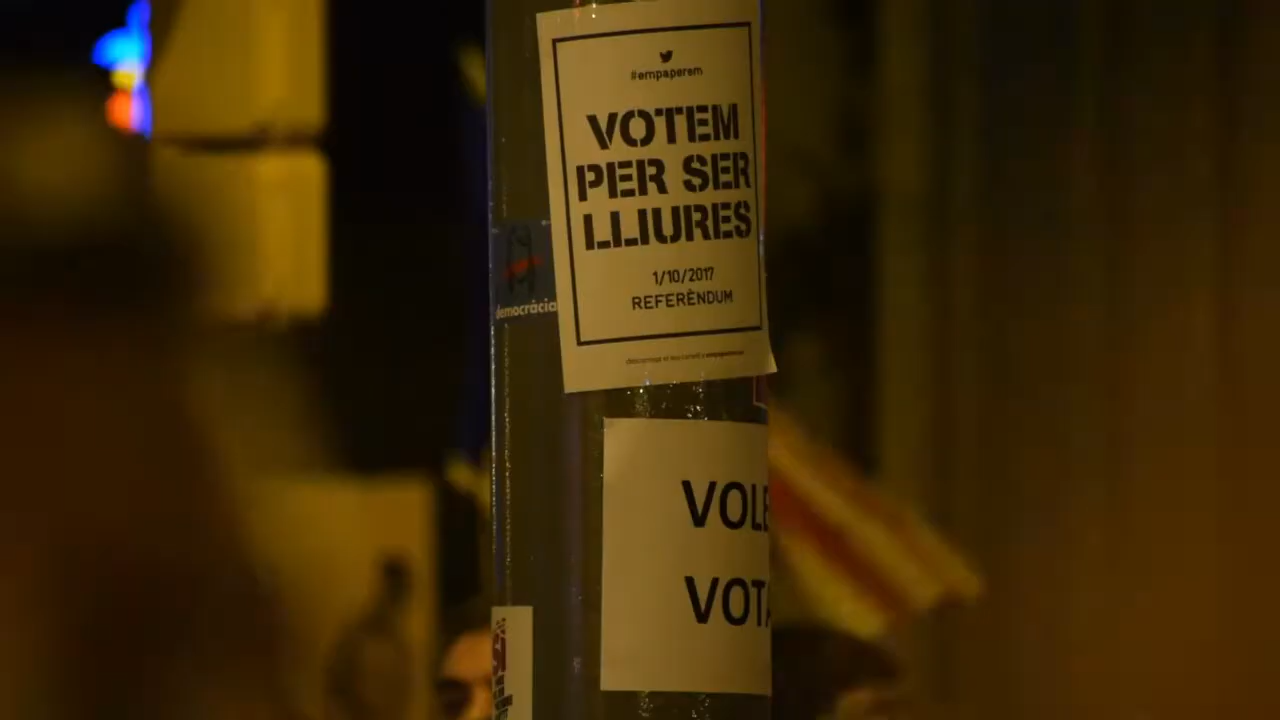 #empaperem
VOTEM
PER SER
LLIURES
1/10/2017
REFERÈNDUM
democràcia
VOLE
VOTA